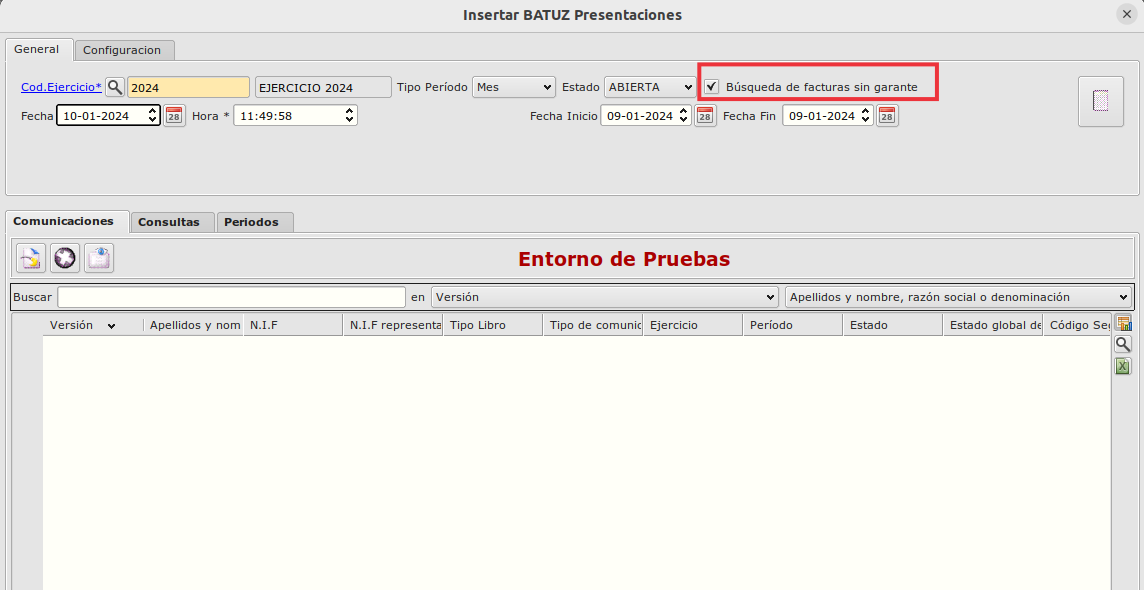 Insertar BATUZ Presentaciones
General Configuracion
Cod.Ejercicio* 2024 EJERCICIO 2024 Tipo Período Mes Estado ABIERTA Búsqueda de facturas sin garante
Fecha 10-01-2024 28 Hora * 11:49:58 Fecha Inicio 09-01-2024 28 Fecha Fin 09-01-2024 28
Comunicaciones Consultas Periodos
Entorno de Pruebas
Buscar en Versión Apellidos y nombre, razón social o denominación
Versión Apellidos y nom N.I.F N.I.F representa Tipo Libro Tipo de comunic Ejercicio Período Estado Estado global de Código Seg